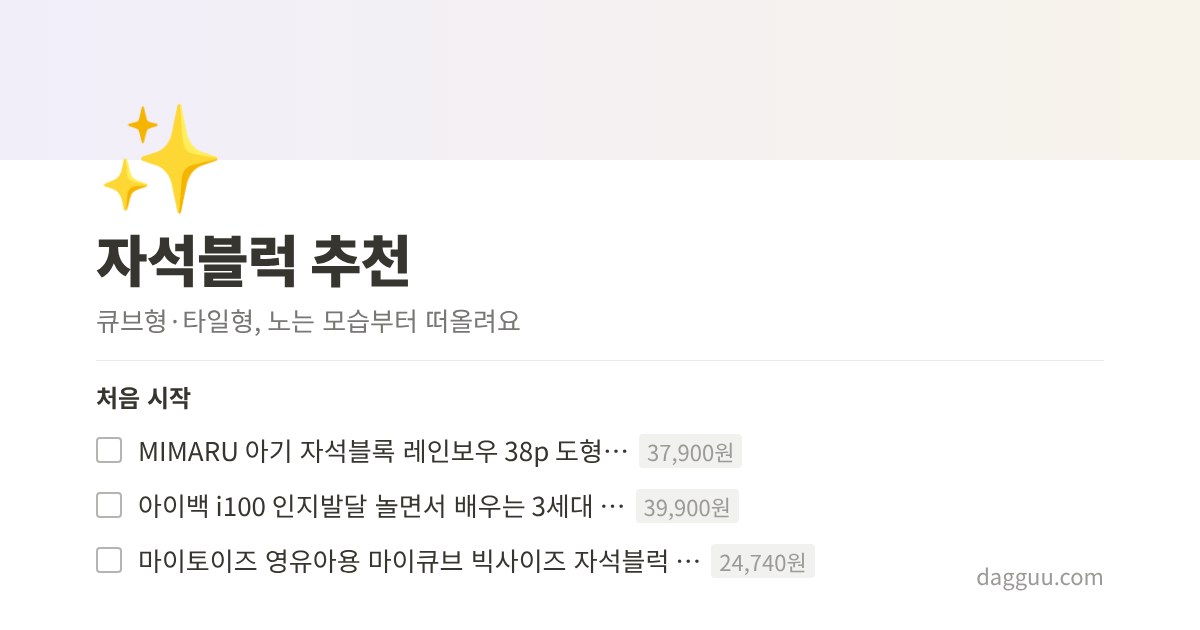 자석블럭 추천
큐브형·타일형, 노는 모습부터 떠올려요
처음 시작
MIMARU 아기 자석블록 레인보우 38p 도형… 37,900원
아이백 i100 인지발달 놀면서 배우는 3세대 … 39,900원
마이토이즈 영유아용 마이큐브 빅사이즈 자석블럭 … 24,740원
dagguu.com